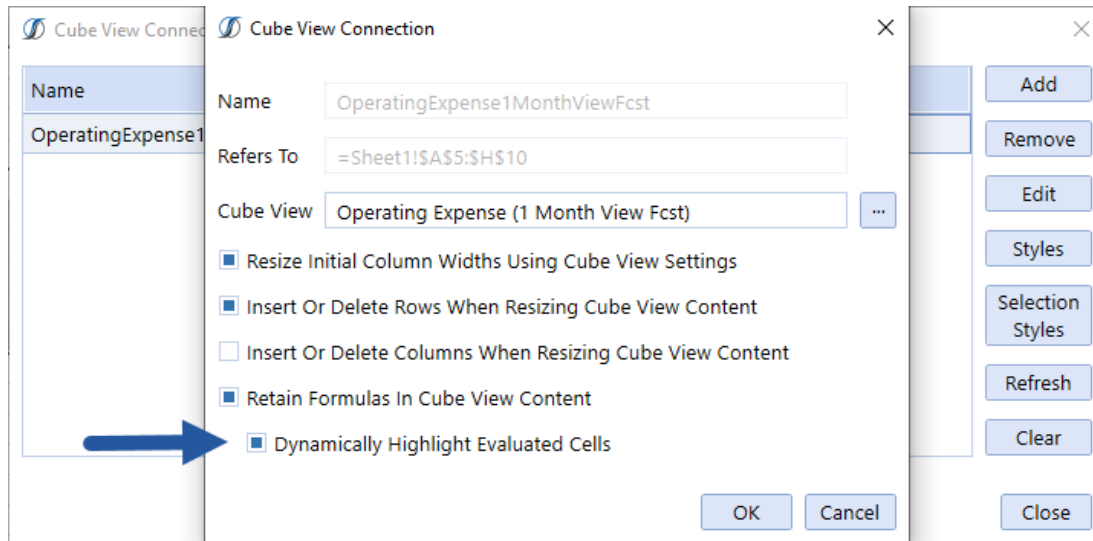 Cube View Connec
Cube View Connection
Name
Add
Name
OperatingExpense1MonthViewFcst
OperatingExpense1
Remove
Refers To
=Sheet1!$A$5:$H$10
Edit
Cube View
Operating Expense (1 Month View Fcst)
...
Resize Initial Column Widths Using Cube View Settings
Styles
Insert Or Delete Rows When Resizing Cube View Content
Selection
Styles
Insert Or Delete Columns When Resizing Cube View Content
Retain Formulas In Cube View Content
Refresh
Dynamically Highlight Evaluated Cells
Clear
OK
Cancel
Close